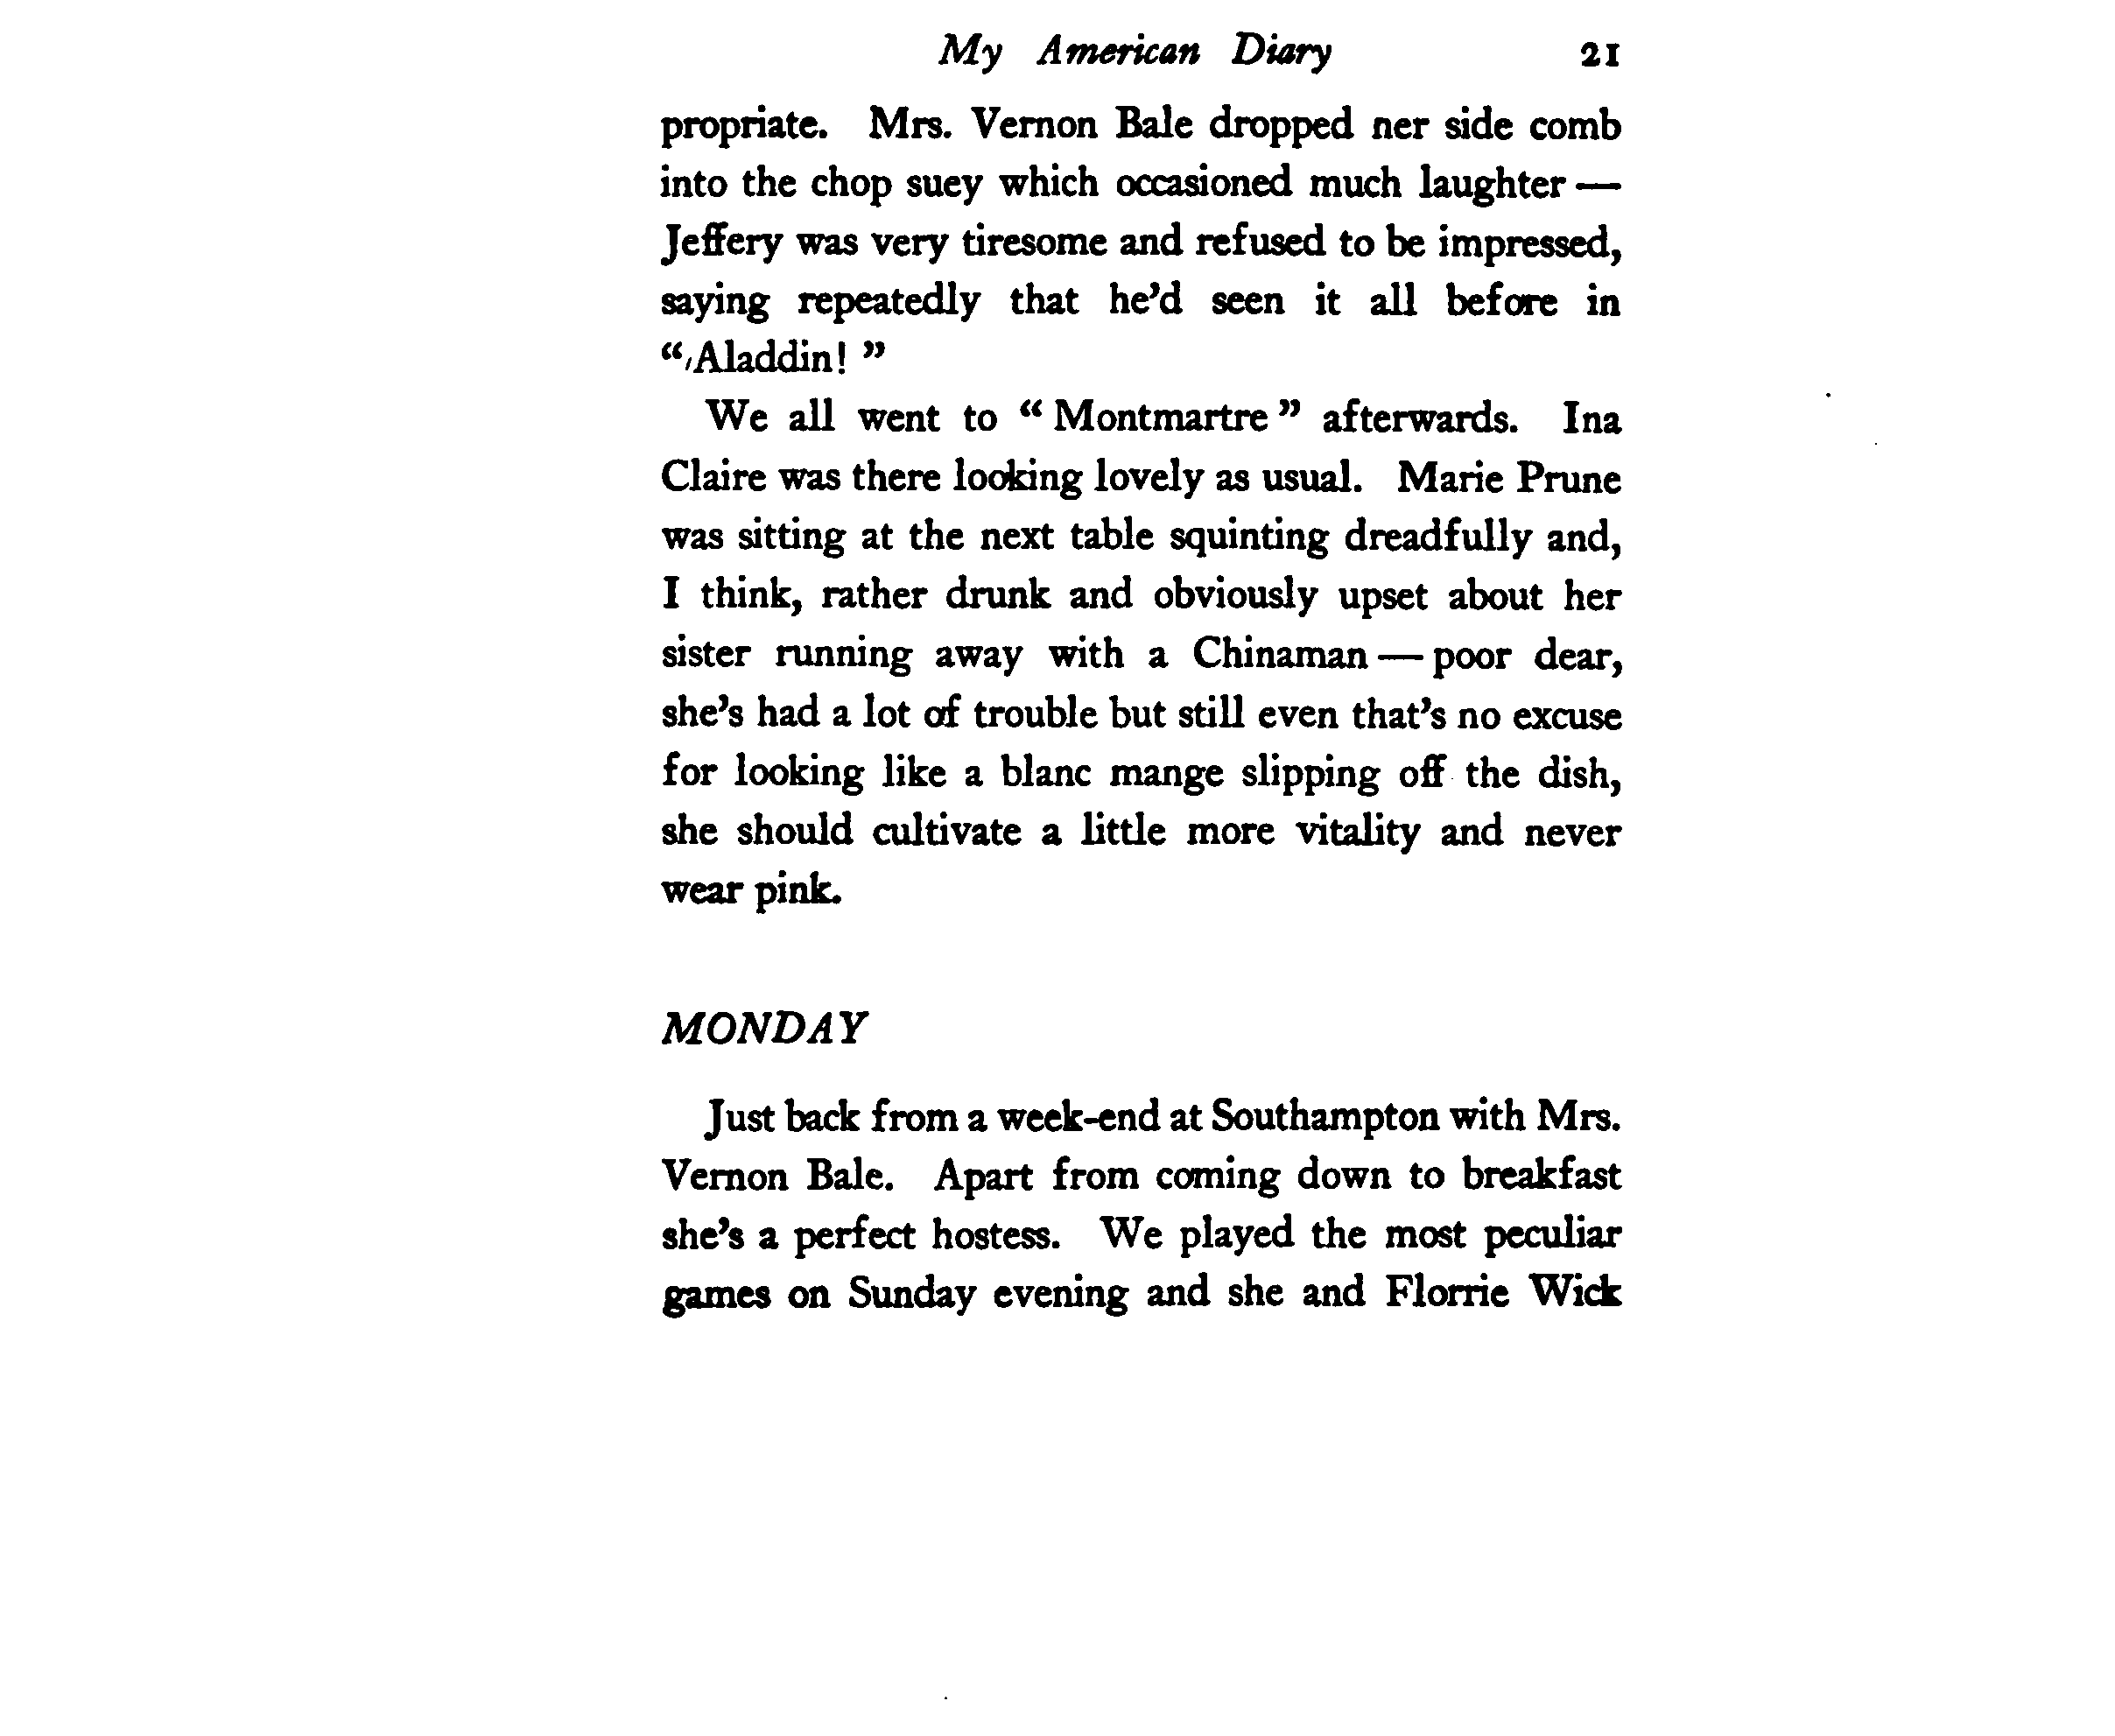 My American Diary 21
propriate. Mrs. Vernon Bale dropped ner side comb
into the chop suey which occasioned much laughter —
Jeffery was very tiresome and refused to be impressed,
saying repeatedly that he’d seen it all before in
“Aladdin! ”
We all went to “ Montmartre ” afterwards. Ina
Claire was there looking lovely as usual. Marie Prune
was sitting at the next table squinting dreadfully and,
I think, rather drunk and obviously upset about her
sister running away with a Chinaman — poor dear,
she’s had a lot of trouble but still even that’s no excuse
for looking like a blanc mange slipping off the dish,
she should cultivate a little more vitality and never
wear pink.
MONDAY
Just back from a week-end at Southampton with Mrs.
Vernon Bale. Apart from coming down to breakfast
she’s a perfect hostess. We played the most peculiar
games on Sunday evening and she and Florrie Wick